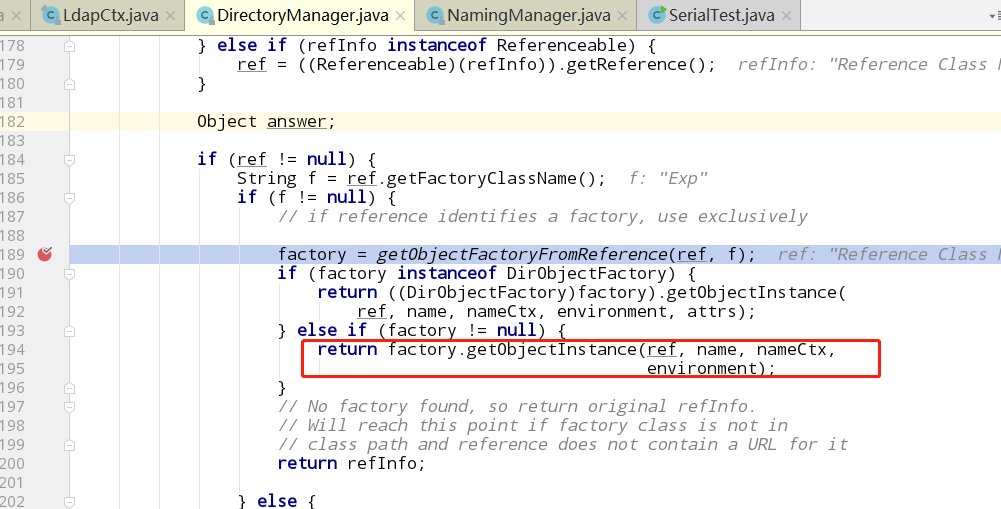 LdapCtx.java × DirectoryManager.java × NamingManager.java × SerialTest.java ×
178 } else if (refInfo instanceof Referenceable) {
179 ref = ((Referenceable)(refInfo)).getReference(); refInfo: "Reference Class
180 }
181
182 Object answer;
183
184 if (ref != null) {
185 String f = ref.getFactoryClassName(); f: "Exp"
186 if (f != null) {
187 // if reference identifies a factory, use exclusively
188
189 factory = getObjectFactoryFromReference(ref, f); ref: "Reference Class
190 if (factory instanceof DirObjectFactory) {
191 return ((DirObjectFactory)factory).getObjectInstance(
192 ref, name, nameCtx, environment, attrs);
193 } else if (factory != null) {
194 return factory.getObjectInstance(ref, name, nameCtx,
195 environment);
196 }
197 // No factory found, so return original refInfo.
198 // Will reach this point if factory class is not in
199 // class path and reference does not contain a URL for it
200 return refInfo;
201
202 } else {